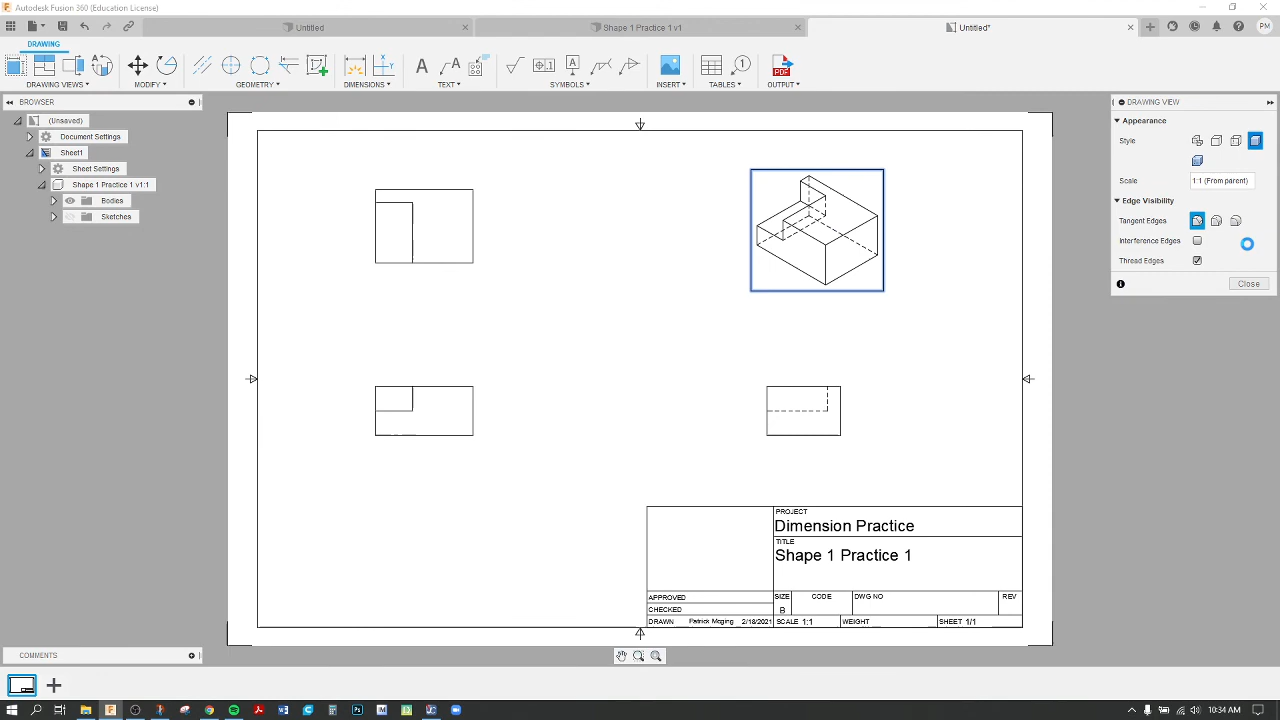 Autodesk Fusion 360 (Education License)
Untitled
Shape 1 Practice 1 v1
Untitled*
PM
DRAWING
DRAWING VIEWS
MODIFY
GEOMETRY
DIMENSIONS
TEXT
SYMBOLS
INSERT
TABLES
OUTPUT
BROWSER
(Unsaved)
Document Settings
Sheet1
Sheet Settings
Shape 1 Practice 1 v1:1
Bodies
Sketches
DRAWING VIEW
Appearance
Style
Scale
1:1 (From parent)
Edge Visibility
Tangent Edges
Interference Edges
Thread Edges
Close
PROJECT
Dimension Practice
TITLE
Shape 1 Practice 1
APPROVED
CHECKED
DRAWN Patrick Mcging 2/18/2021
SIZE
B
CODE
DWG NO
REV
SCALE 1:1
WEIGHT
SHEET 1/1
COMMENTS
10:34 AM